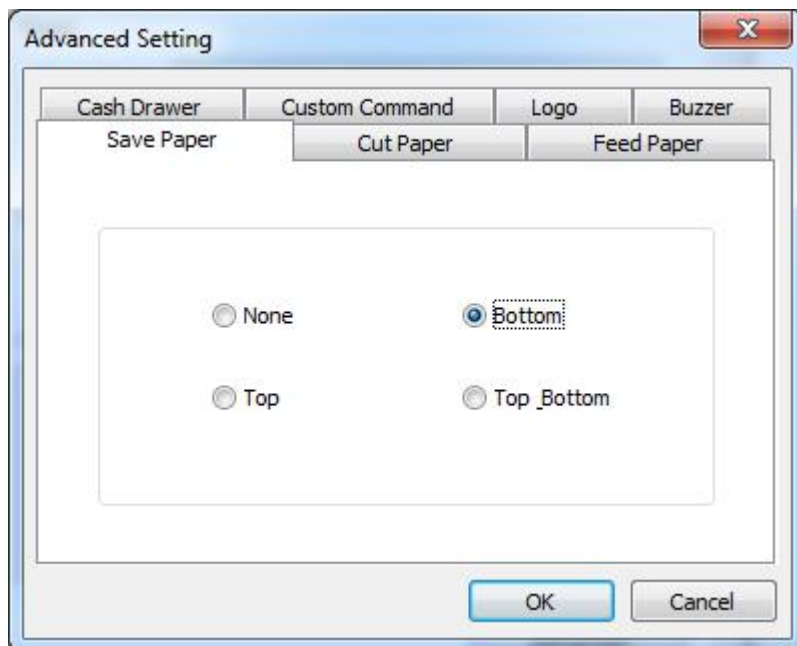 Advanced Setting
Cash Drawer Custom Command Logo Buzzer
Save Paper Cut Paper Feed Paper
None Bottom
Top Top_Bottom
OK Cancel